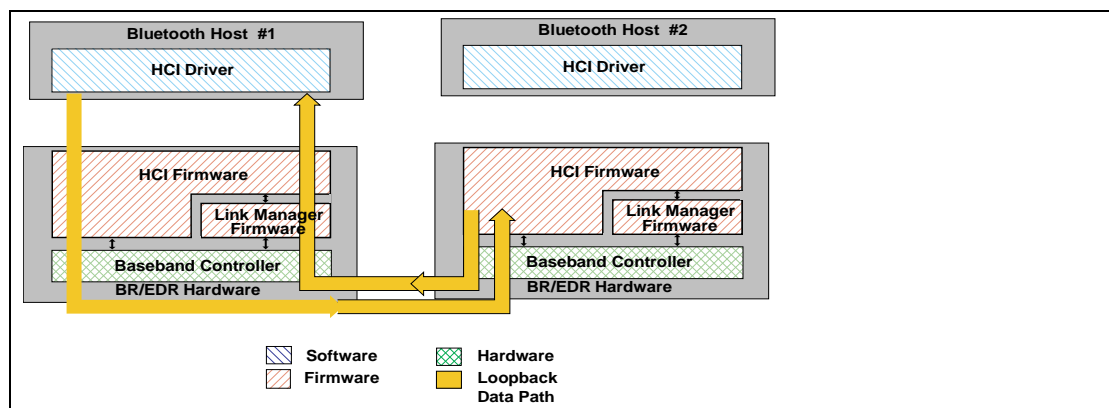 Bluetooth Host #1
HCI Driver
Bluetooth Host #2
HCI Driver
HCI Firmware
Link Manager
Firmware
Baseband Controller
BR/EDR Hardware
HCI Firmware
Link Manager
Firmware
Baseband Controller
BR/EDR Hardware
Software
Firmware
Hardware
Loopback
Data Path